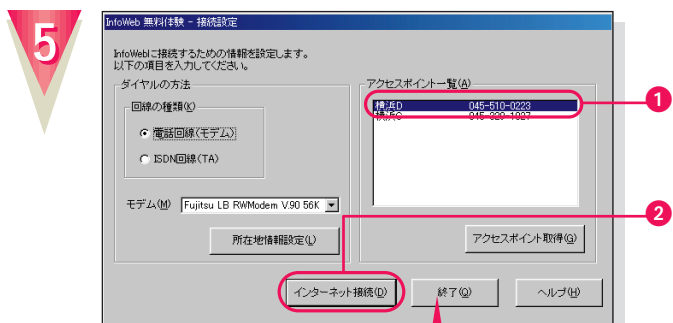 5
InfoWeb 無料体験 - 接続設定
InfoWebに接続するための情報を設定します。
以下の項目を入力してください。
ダイヤルの方法
回線の種類(K)
電話回線(モデム)
ISDN回線(TA)
モデム(M) Fujitsu LB RWModem V.90 56K
所在地情報設定(L)
アクセスポイント一覧(A)
横浜D 045-510-0223
横浜C
1
アクセスポイント取得(G)
2
インターネット接続(D)
終了(Q)
ヘルプ(H)